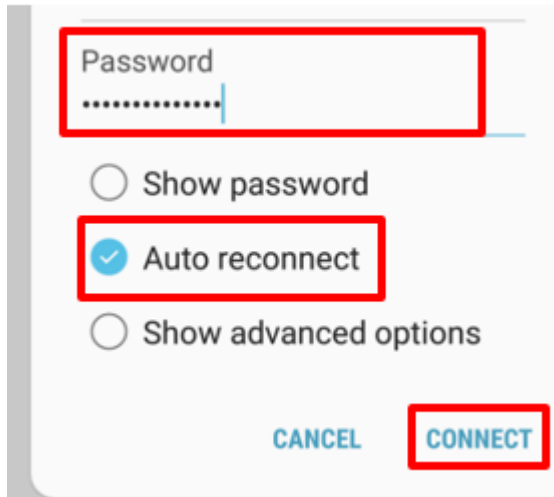 Password
••••••••••••••
Show password
Auto reconnect
Show advanced options
CANCEL CONNECT